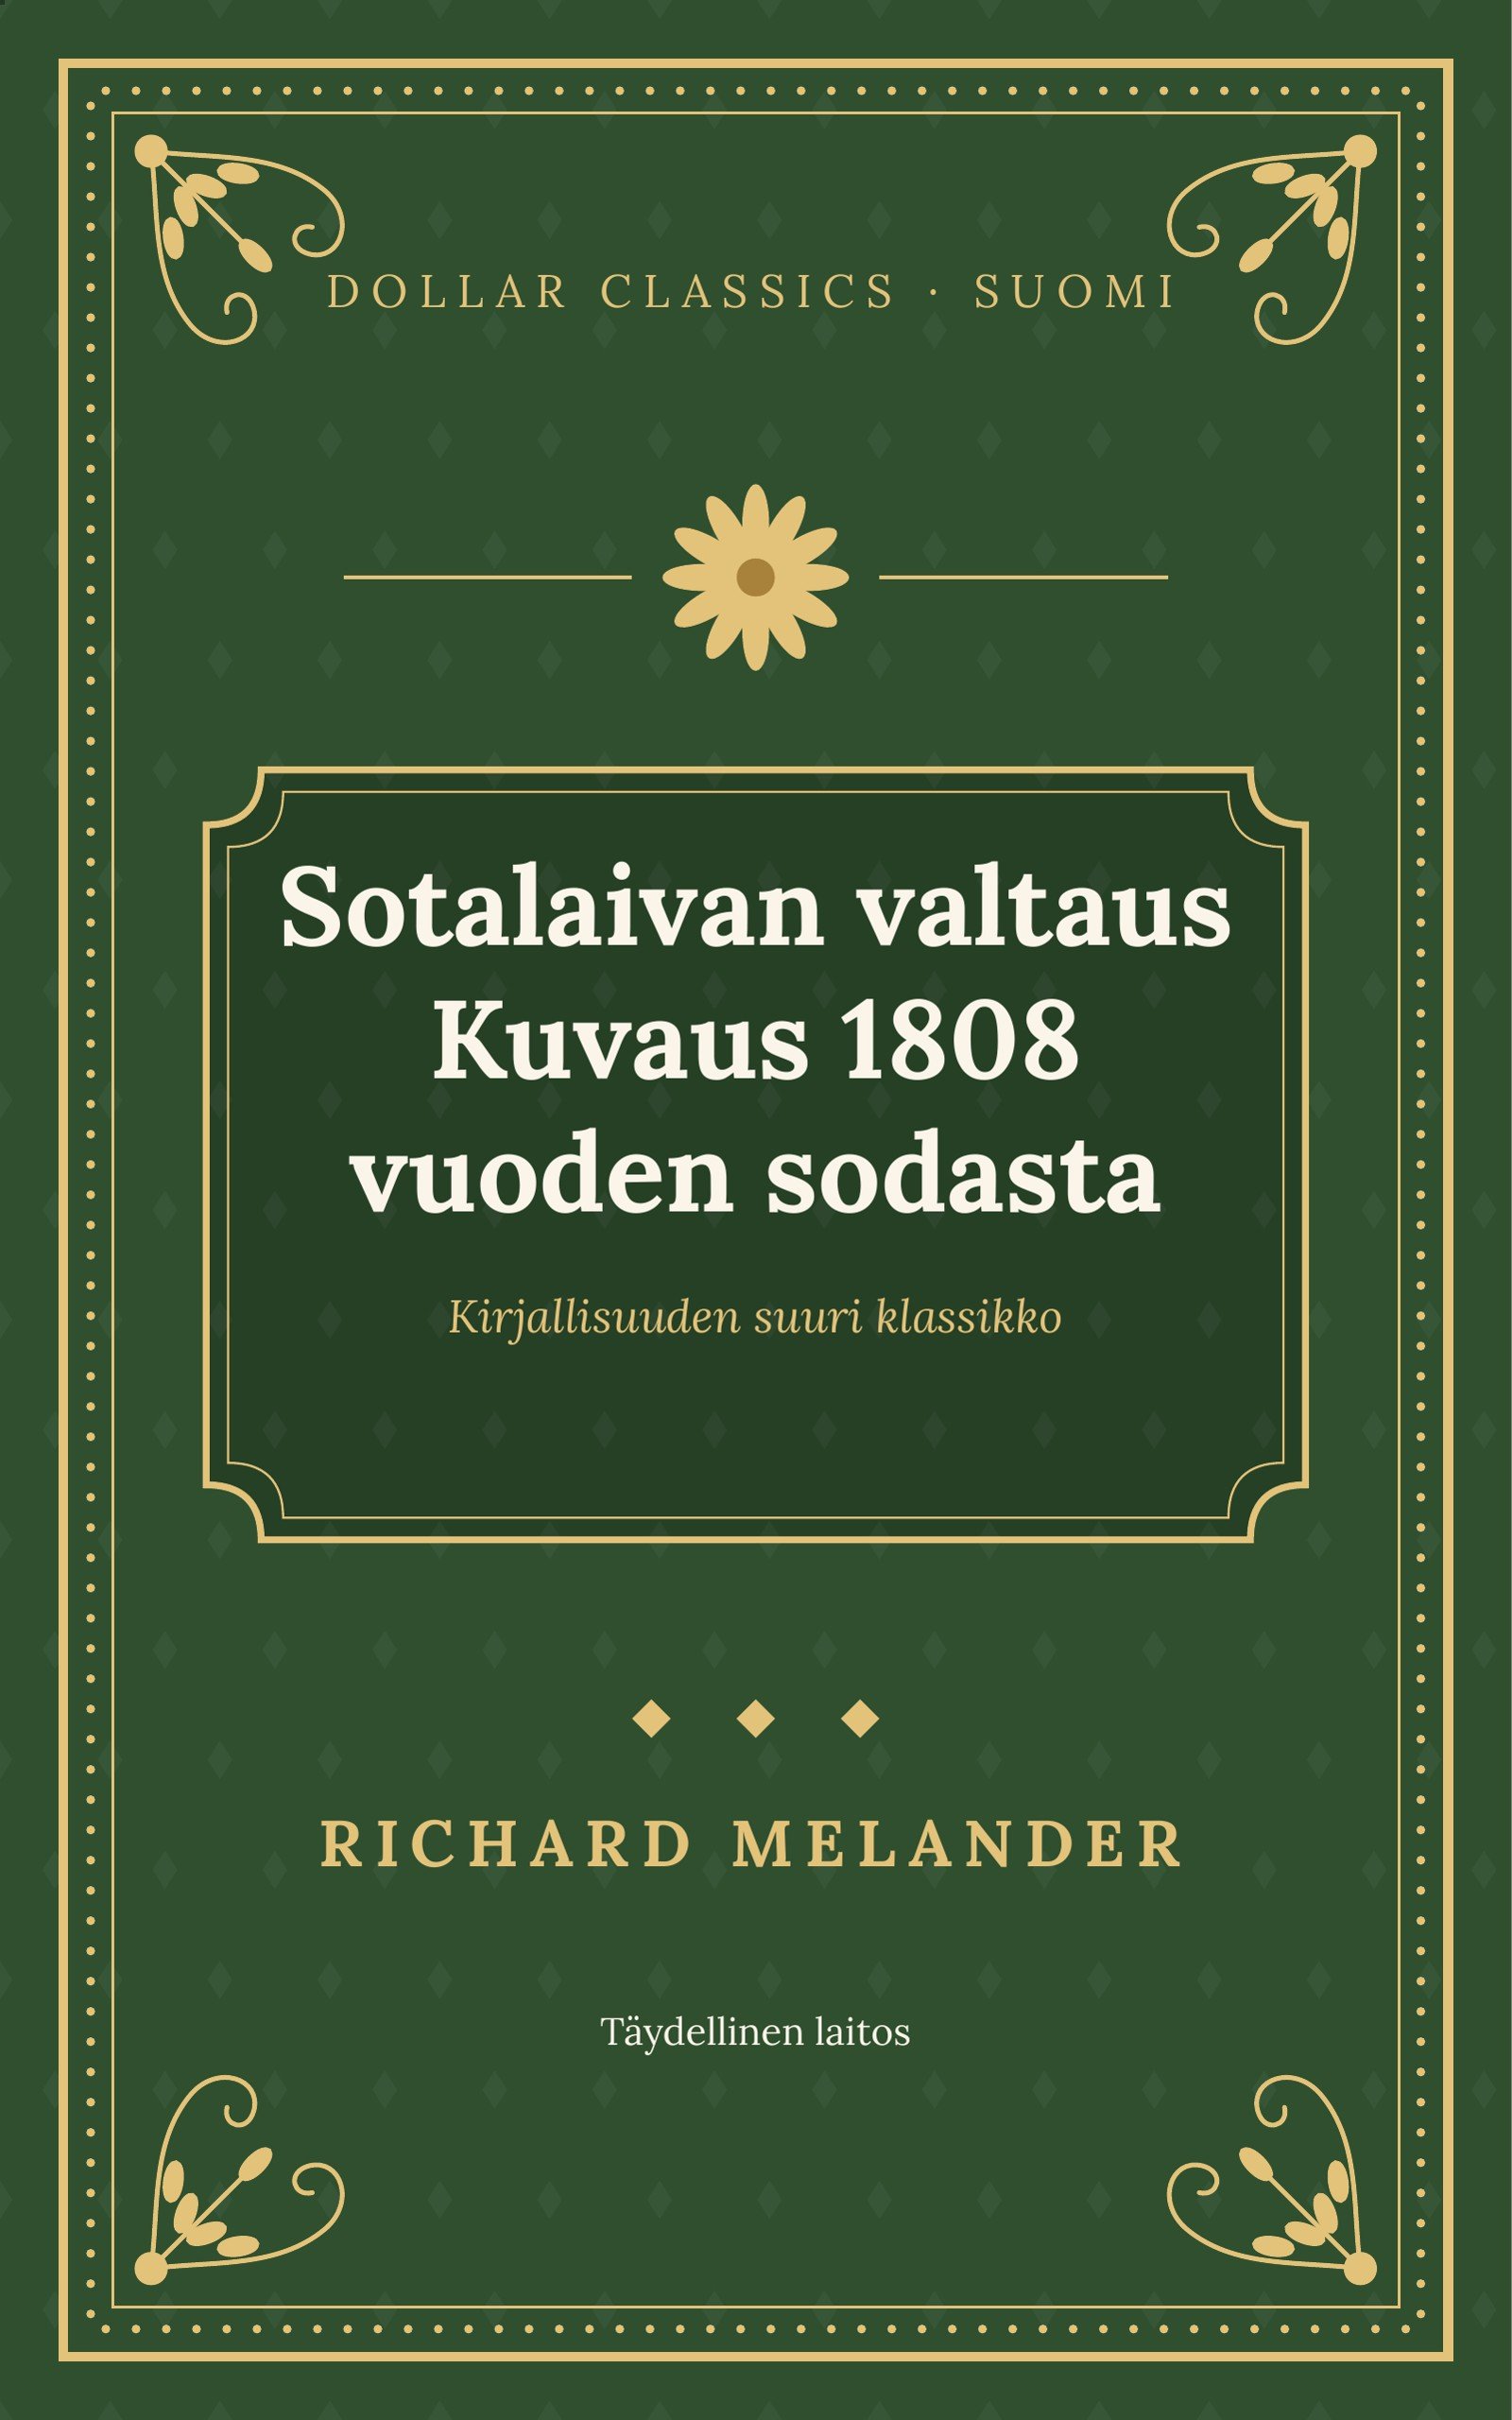 DOLLAR CLASSICS · SUOMI
Sotalaivan valtaus
Kuvaus 1808
vuoden sodasta
Kirjallisuuden suuri klassikko
RICHARD MELANDER
Täydellinen laitos